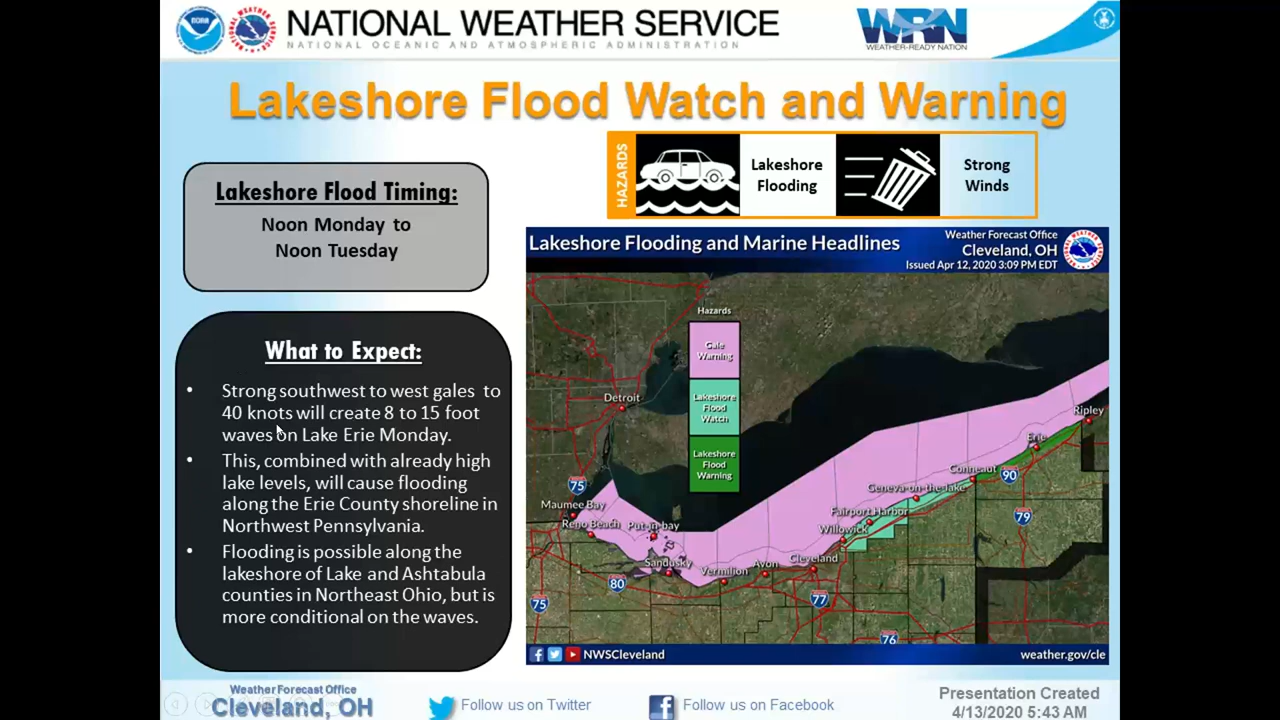 NATIONAL WEATHER SERVICE
NATIONAL OCEANIC AND ATMOSPHERIC ADMINISTRATION
NOAA
WRN
WEATHER-READY NATION
Lakeshore Flood Watch and Warning
HAZARDS
Lakeshore
Flooding
Strong
Winds
Lakeshore Flood Timing:
Noon Monday to
Noon Tuesday
What to Expect:
• Strong southwest to west gales to
40 knots will create 8 to 15 foot
waves on Lake Erie Monday.
• This, combined with already high
lake levels, will cause flooding
along the Erie County shoreline in
Northwest Pennsylvania.
• Flooding is possible along the
lakeshore of Lake and Ashtabula
counties in Northeast Ohio, but is
more conditional on the waves.
Lakeshore Flooding and Marine Headlines
Weather Forecast Office
Cleveland, OH
Issued Apr 12, 2020 3:09 PM EDT
Hazards
Gale
Warning
Lakeshore
Flood
Watch
Lakeshore
Flood
Warning
Detroit
Ripley
Erie
Conneaut
90
Geneva-on-the-lake
75
Maumee Bay
Fairport Harbor
79
Reno Beach
Put-in-bay
Willowick
Cleveland
Sandusky
Avon
Vermilion
80
75
77
76
NWSCleveland
weather.gov/cle
Weather Forecast Office
Cleveland, OH
Follow us on Twitter
Follow us on Facebook
Presentation Created
4/13/2020 5:43 AM